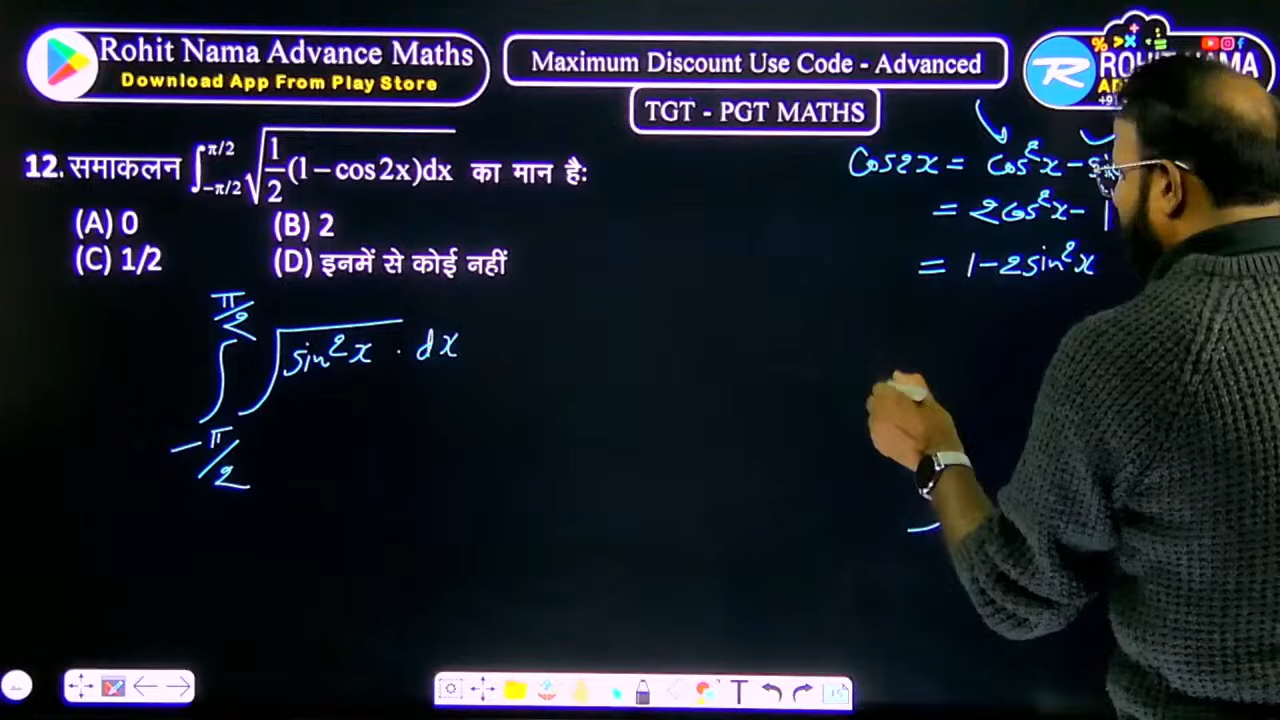 Rohit Nama Advance Maths
Download App From Play Store
Maximum Discount Use Code - Advanced
TGT - PGT MATHS
12. समाकलन ∫_{-π/2}^{π/2} √(1/2 (1-cos2x)dx) का मान है:
(A) 0 (B) 2
(C) 1/2 (D) इनमें से कोई नहीं
∫_{-π/2}^{π/2} √(sin²x) . dx
Cos2x = Cos²x -
= 2Cos²x - 1
= 1-2sin²x